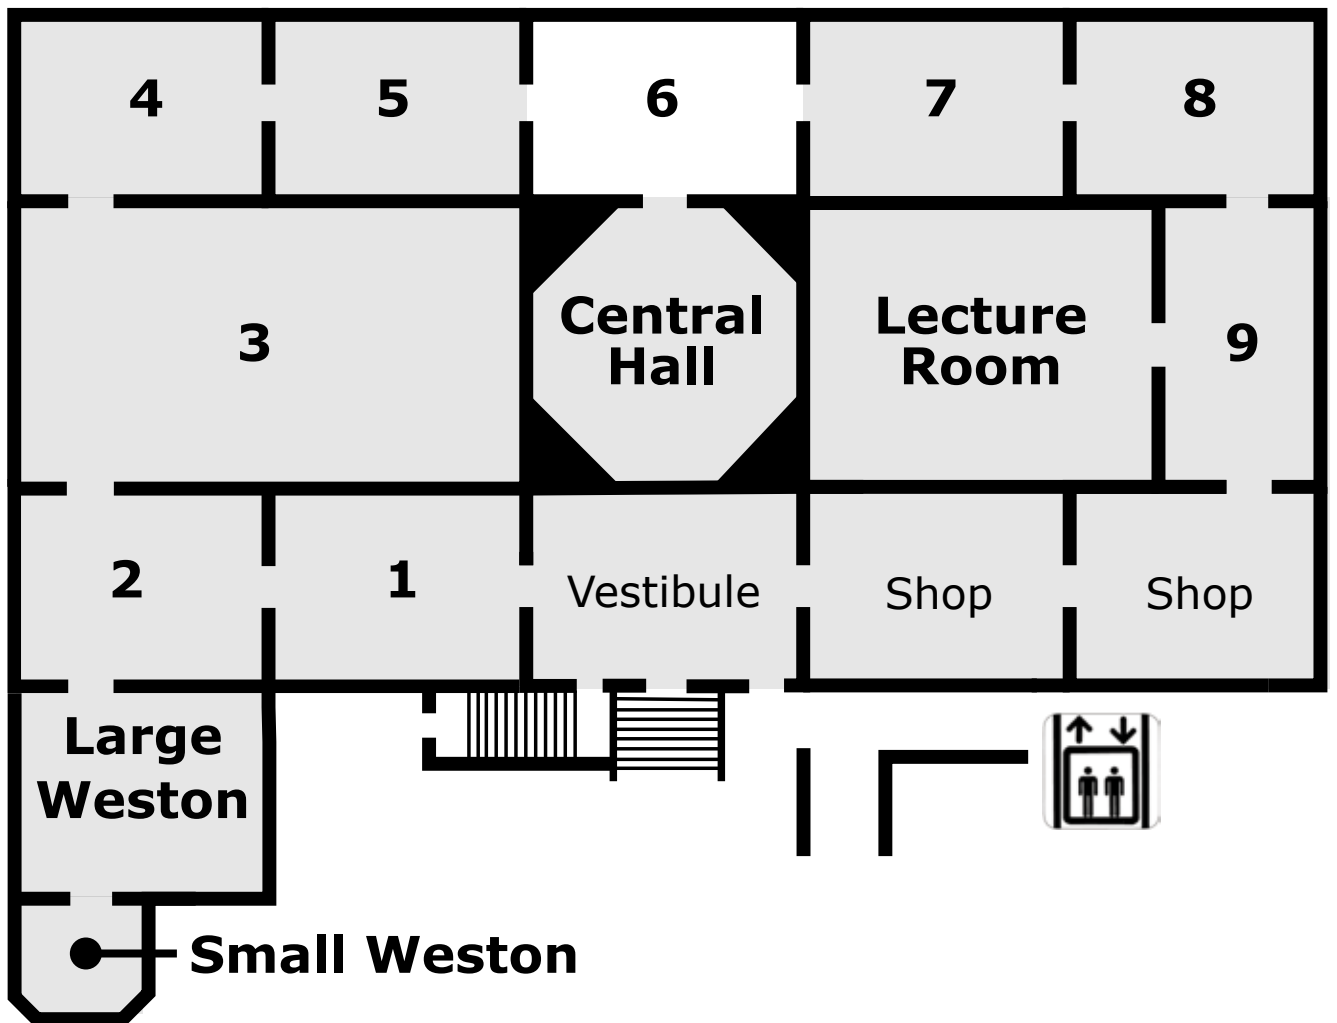 4
5
6
7
8
3
Central
Hall
Lecture
Room
9
2
1
Vestibule
Shop
Shop
Large
Weston
Small Weston